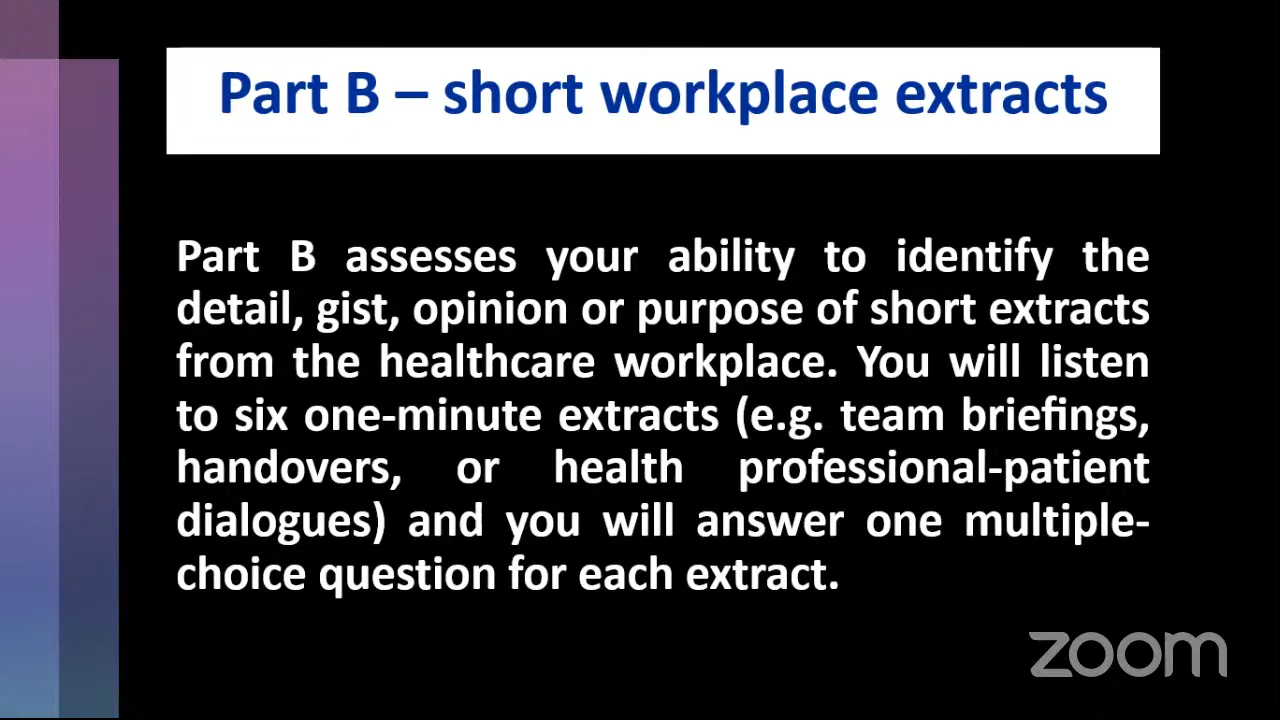 Part B – short workplace extracts
Part B assesses your ability to identify the
detail, gist, opinion or purpose of short extracts
from the healthcare workplace. You will listen
to six one-minute extracts (e.g. team briefings,
handovers, or health professional-patient
dialogues) and you will answer one multiple-
choice question for each extract.
zoom